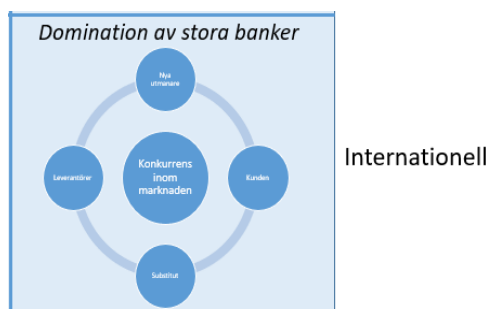 Domination av stora banker
Nya
utmanare
Leverantörer
Konkurrens
inom
marknaden
Kunden
Substitut
Internationell